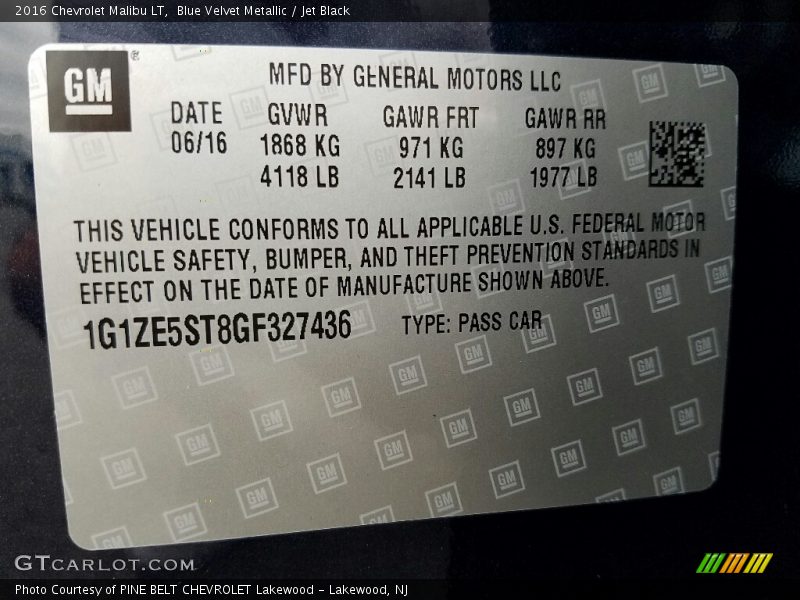 2016 Chevrolet Malibu LT,  Blue Velvet Metallic / Jet Black
GM ®
MFD BY GENERAL MOTORS LLC
DATE GVWR GAWR FRT GAWR RR
06/16 1868 KG 971 KG 897 KG
4118 LB 2141 LB 1977 LB
THIS VEHICLE CONFORMS TO ALL APPLICABLE U.S. FEDERAL MOTOR
VEHICLE SAFETY, BUMPER, AND THEFT PREVENTION STANDARDS IN
EFFECT ON THE DATE OF MANUFACTURE SHOWN ABOVE.
1G1ZE5ST8GF327436 TYPE: PASS CAR
GTCARLOT.COM
Photo Courtesy of PINE BELT CHEVROLET Lakewood - Lakewood, NJ